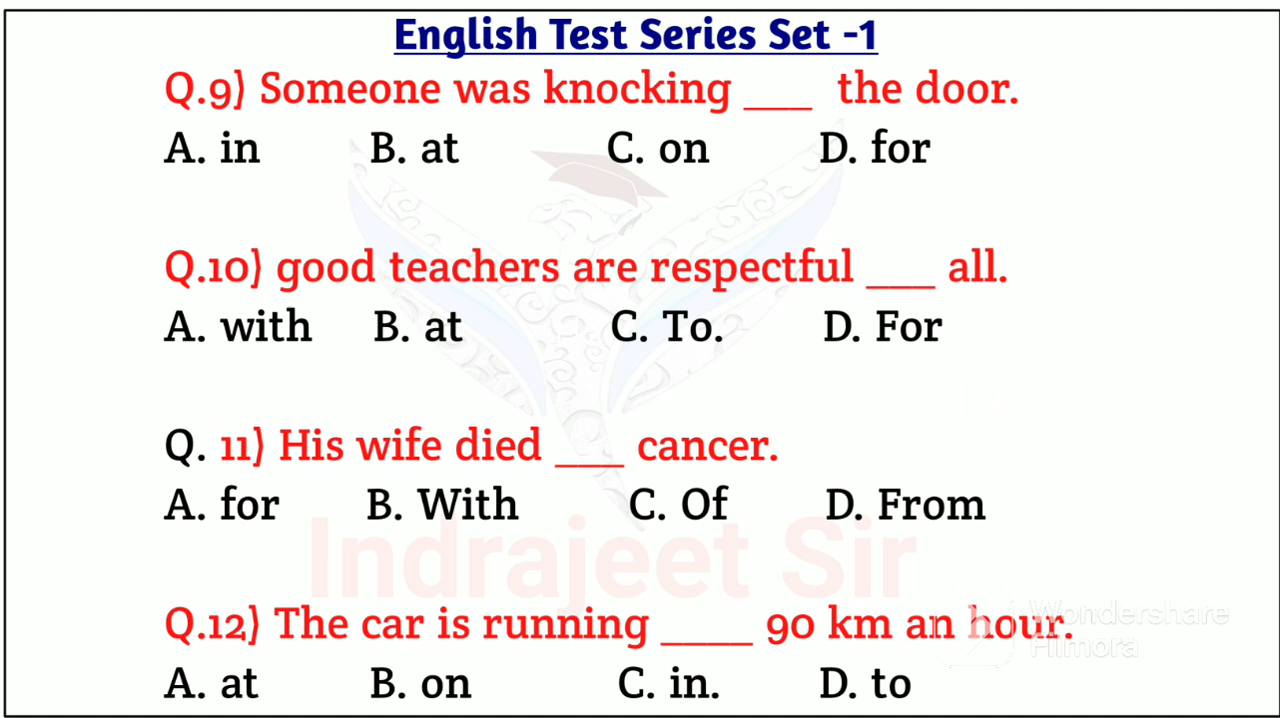 English Test Series Set -1
Q.9) Someone was knocking ___ the door.
A. in B. at C. on D. for
Q.10) good teachers are respectful ___ all.
A. with B. at C. To. D. For
Q. 11) His wife died ___ cancer.
A. for B. With C. Of D. From
Indrajeet Sir
Q.12) The car is running ____ 90 km an hour.
Wondershare
Filmora
A. at B. on C. in. D. to